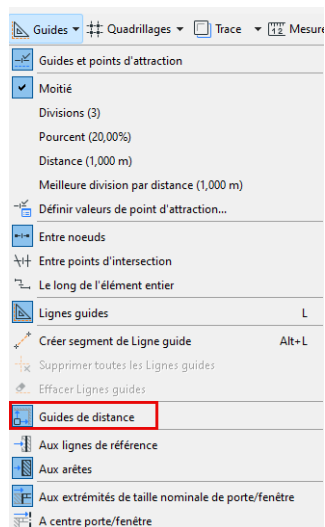 Guides Quadrillages Trace Mesure
Guides et points d'attraction
Moitié
Divisions (3)
Pourcent (20,00%)
Distance (1,000 m)
Meilleure division par distance (1,000 m)
Définir valeurs de point d'attraction...
Entre noeuds
Entre points d'intersection
Le long de l'élément entier
Lignes guides L
Créer segment de Ligne guide Alt+L
Supprimer toutes les Lignes guides
Effacer Lignes guides
Guides de distance
Aux lignes de référence
Aux arêtes
Aux extrémités de taille nominale de porte/fenêtre
A centre porte/fenêtre